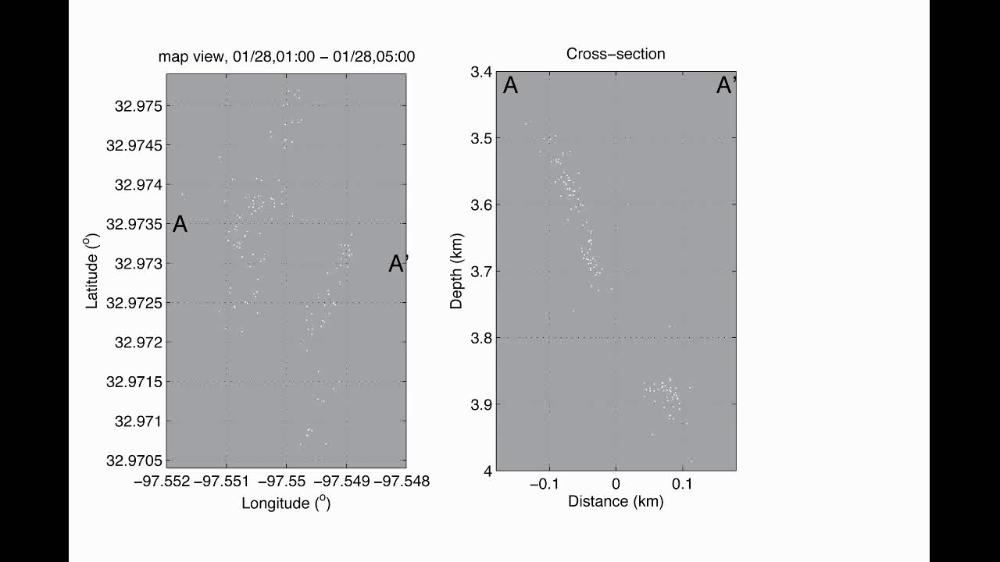 map view, 01/28,01:00 − 01/28,05:00
32.975
32.9745
32.974
32.9735
32.973
32.9725
32.972
32.9715
32.971
32.9705
Latitude (o)
A
A’
−97.552 −97.551 −97.55 −97.549 −97.548
Longitude (o)
Cross−section
A A’
3.4
3.5
3.6
3.7
3.8
3.9
4
Depth (km)
−0.1 0 0.1
Distance (km)